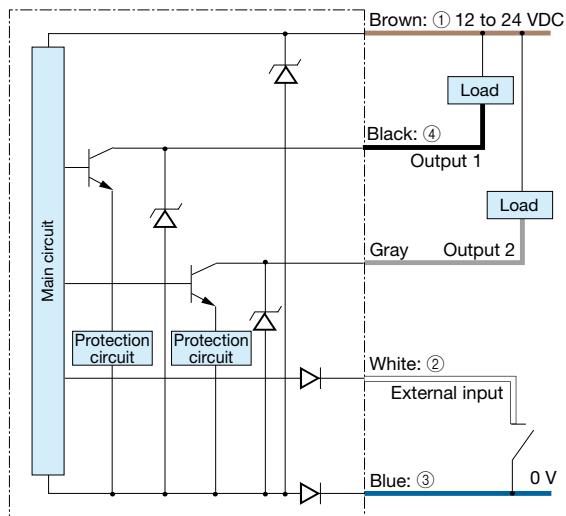 Brown: ① 12 to 24 VDC
Load
Black: ④
Output 1
Load
Gray Output 2
Main circuit
Protection
circuit
Protection
circuit
White: ②
External input
Blue: ③ 0 V